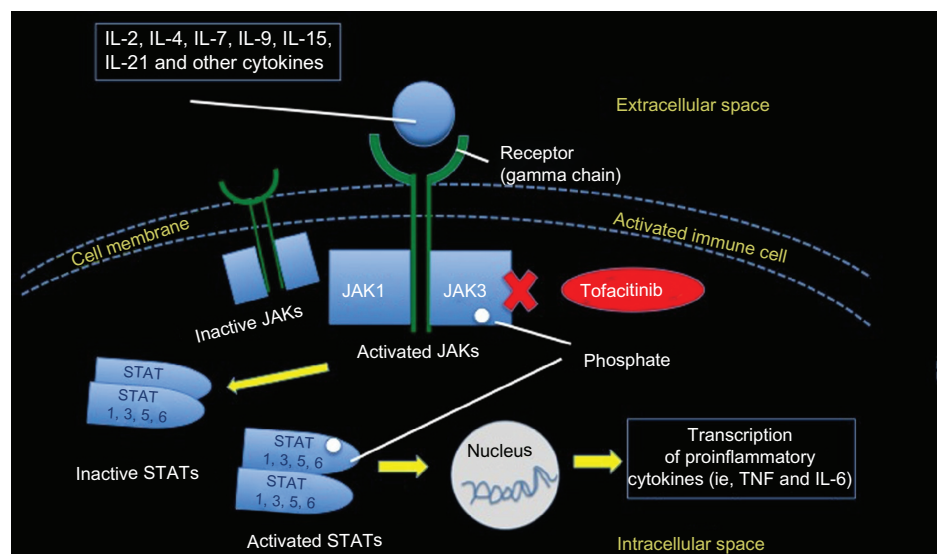 IL-2, IL-4, IL-7, IL-9, IL-15,
IL-21 and other cytokines
Extracellular space
Receptor
(gamma chain)
Cell membrane
Activated immune cell
JAK1
JAK3
Tofacitinib
Inactive JAKs
Activated JAKs
Phosphate
STAT
STAT
1, 3, 5, 6
Inactive STATs
STAT
1, 3, 5, 6
STAT
1, 3, 5, 6
Activated STATs
Nucleus
Transcription
of proinflammatory
cytokines (ie, TNF and IL-6)
Intracellular space